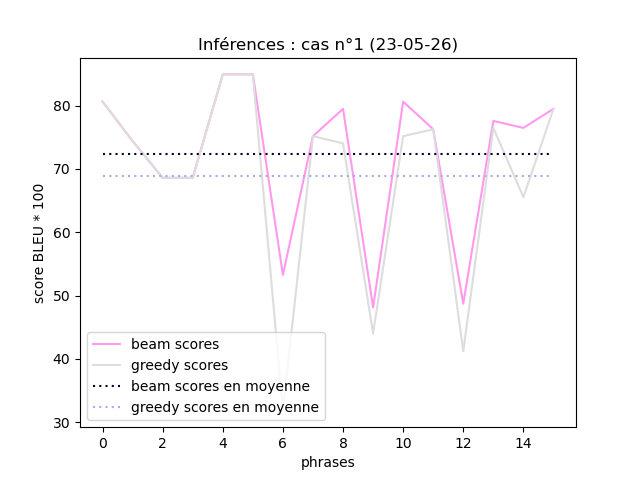 Inférences : cas n°1 (23-05-26)
score BLEU * 100
80
70
60
50
40
30
beam scores
greedy scores
beam scores en moyenne
greedy scores en moyenne
0 2 4 6 8 10 12 14
phrases